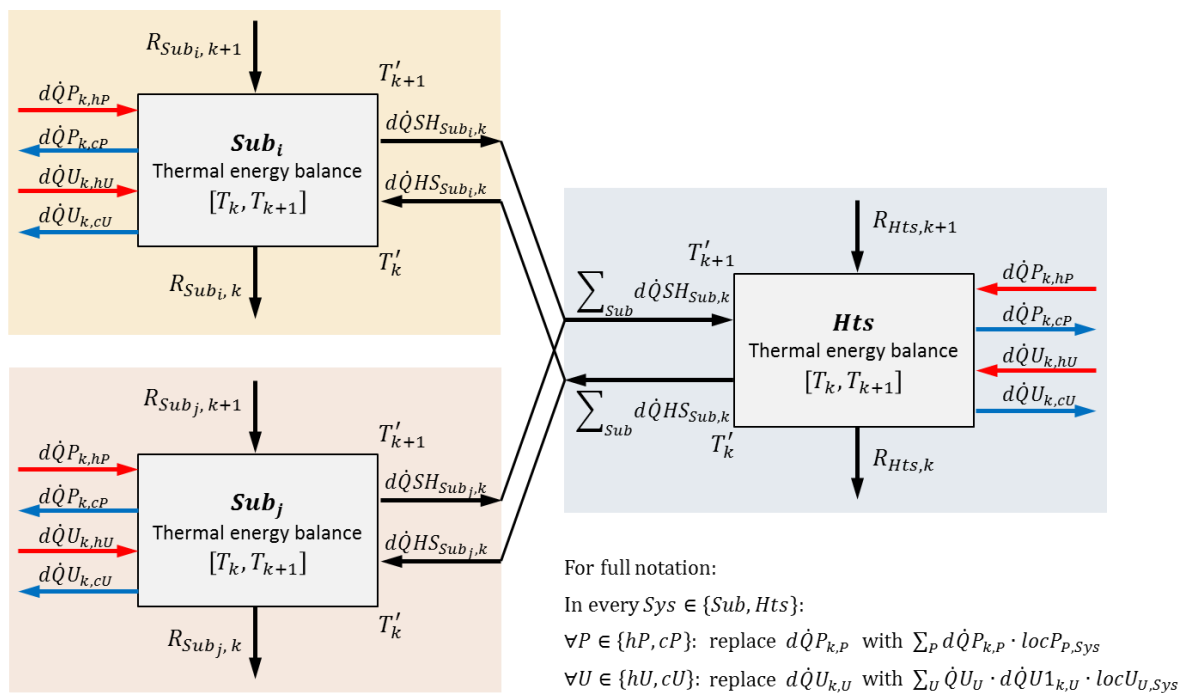 R_{Sub_i, k+1}
T'_{k+1}
dQ̇P_{k,hP}
dQ̇P_{k,cP}
dQ̇U_{k,hU}
dQ̇U_{k,cU}
Sub_i
Thermal energy balance
[T_k, T_{k+1}]
dQ̇SH_{Sub_i,k}
dQ̇HS_{Sub_i,k}
T'_k
R_{Sub_i, k}
R_{Sub_j, k+1}
T'_{k+1}
dQ̇P_{k,hP}
dQ̇P_{k,cP}
dQ̇U_{k,hU}
dQ̇U_{k,cU}
Sub_j
Thermal energy balance
[T_k, T_{k+1}]
dQ̇SH_{Sub_j,k}
dQ̇HS_{Sub_j,k}
T'_k
R_{Sub_j, k}
R_{Hts,k+1}
T'_{k+1}
∑_{Sub} dQ̇SH_{Sub,k}
∑_{Sub} dQ̇HS_{Sub,k}
T'_k
Hts
Thermal energy balance
[T_k, T_{k+1}]
dQ̇P_{k,hP}
dQ̇P_{k,cP}
dQ̇U_{k,hU}
dQ̇U_{k,cU}
R_{Hts,k}
For full notation:
In every Sys ∈ {Sub, Hts}:
∀P ∈ {hP, cP}: replace dQ̇P_{k,P} with ∑_P dQ̇P_{k,P} · locP_{P,Sys}
∀U ∈ {hU, cU}: replace dQ̇U_{k,U} with ∑_U Q̇U_U · dQ̇U1_{k,U} · locU_{U,Sys}